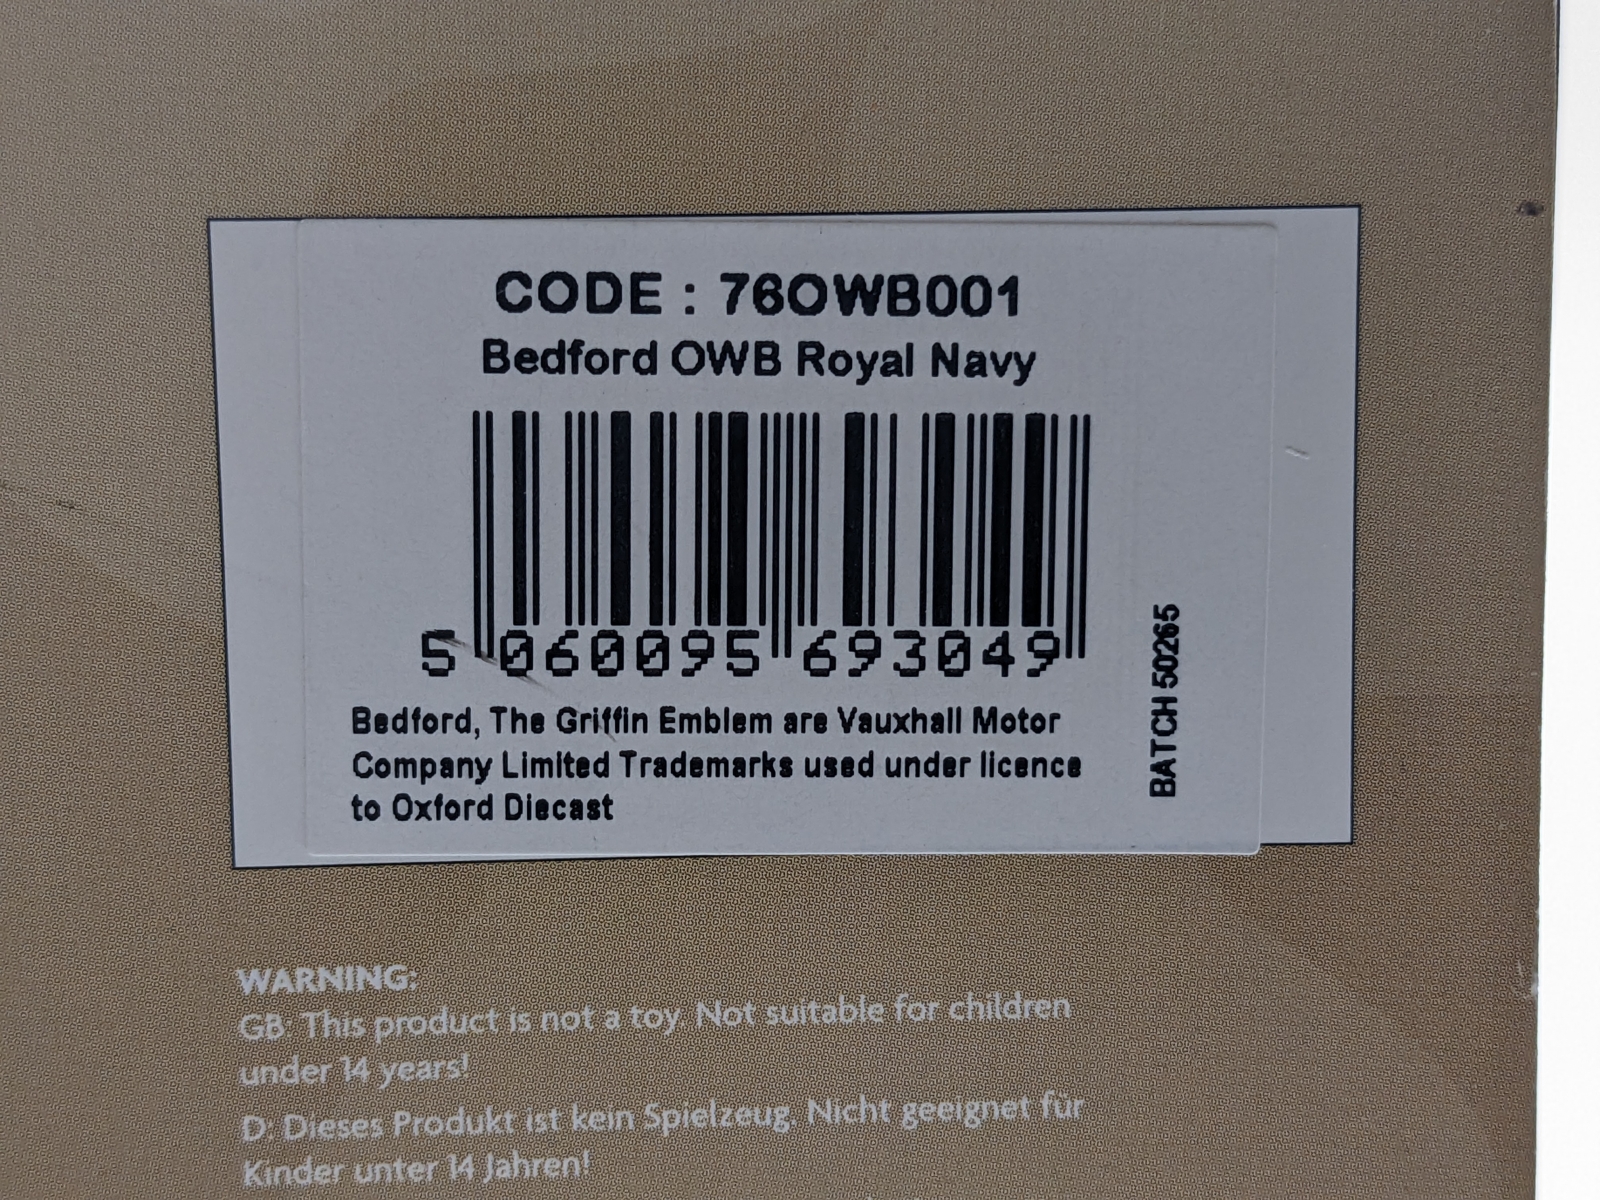 CODE : 76OWB001
Bedford OWB Royal Navy
5 060095 693049
Bedford, The Griffin Emblem are Vauxhall Motor
Company Limited Trademarks used under licence
to Oxford Diecast
BATCH 50265
WARNING:
GB: This product is not a toy. Not suitable for children
under 14 years!
D: Dieses Produkt ist kein Spielzeug. Nicht geeignet für
Kinder unter 14 Jahren!